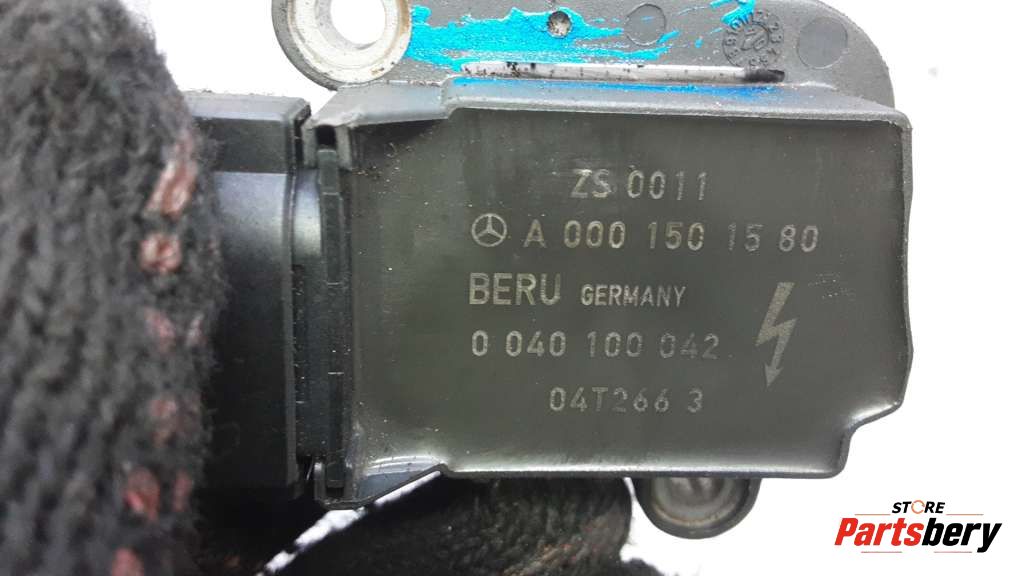 ZS 0011
A 000 150 15 80
BERU GERMANY
0 040 100 042
04T266 3
STORE
Partsbery